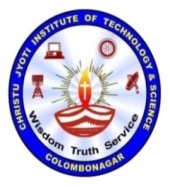 CHRISTU JYOTI INSTITUTE OF TECHNOLOGY & SCIENCE
Wisdom Truth Service
COLOMBONAGAR